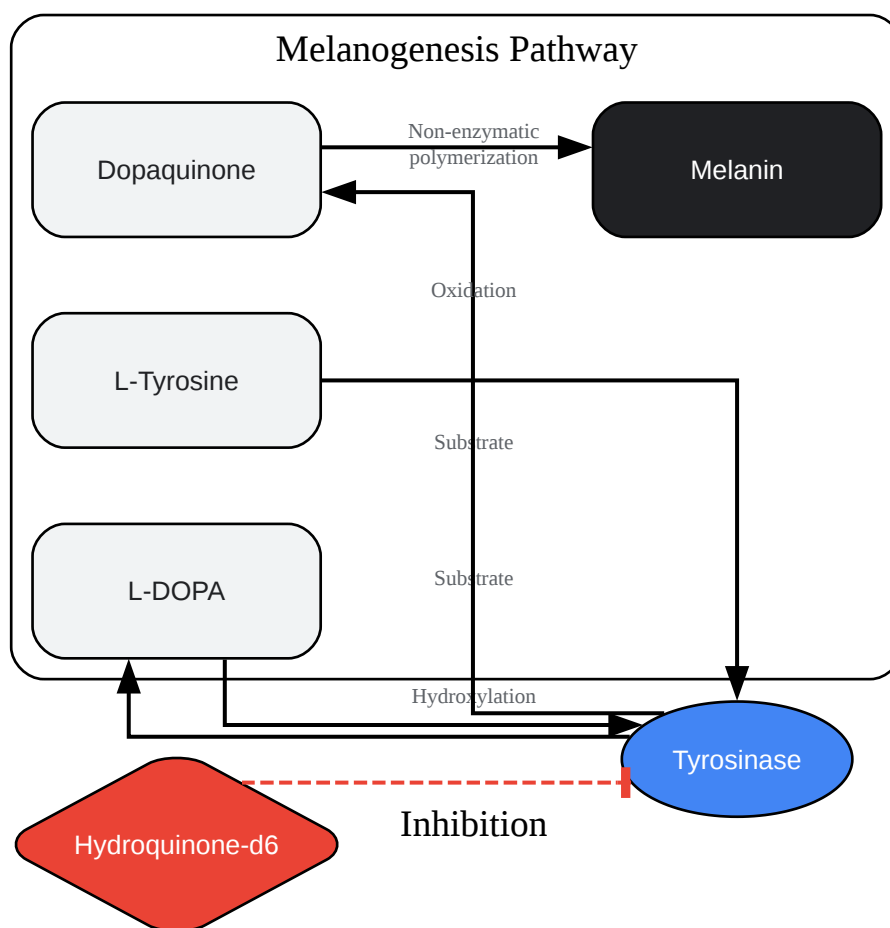 Melanogenesis Pathway
Non-enzymatic
polymerization
Dopaquinone
Melanin
Oxidation
L-Tyrosine
Substrate
Substrate
L-DOPA
Hydroxylation
Tyrosinase
Inhibition
Hydroquinone-d6